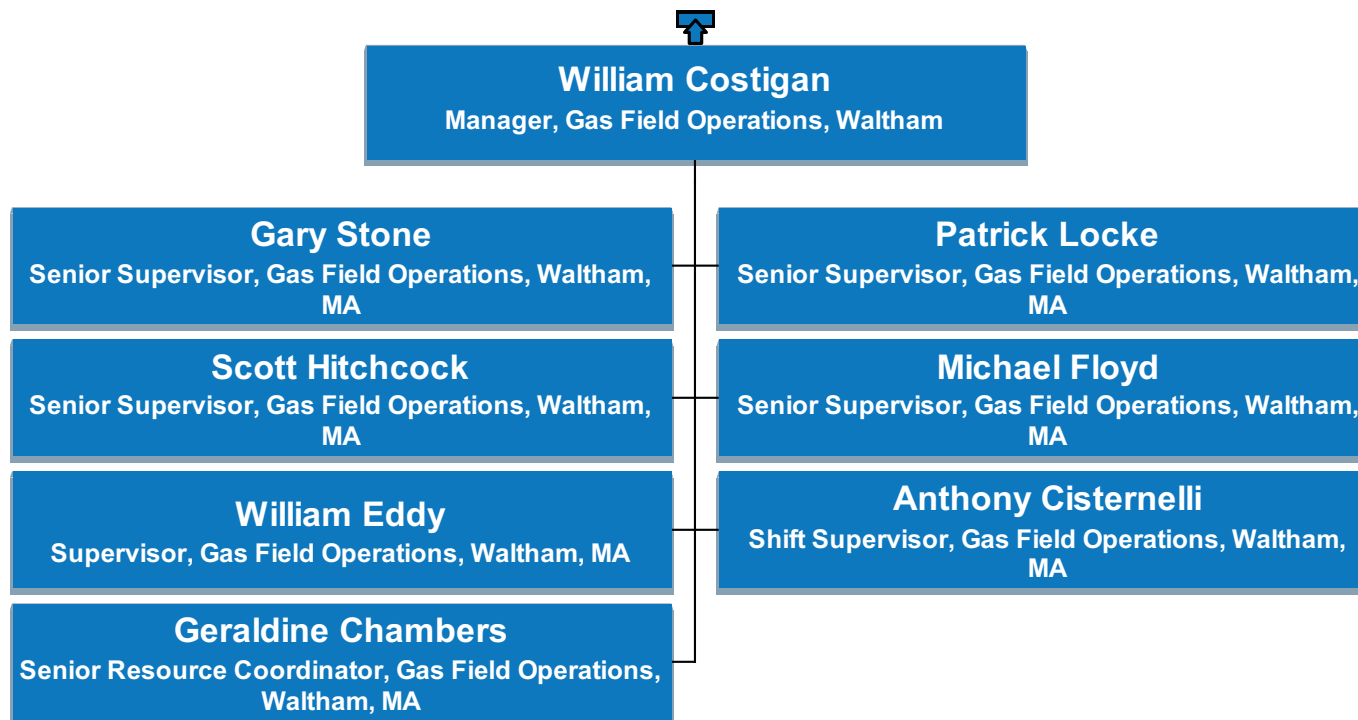 William Costigan
Manager, Gas Field Operations, Waltham
Gary Stone
Senior Supervisor, Gas Field Operations, Waltham,
MA
Patrick Locke
Senior Supervisor, Gas Field Operations, Waltham,
MA
Scott Hitchcock
Senior Supervisor, Gas Field Operations, Waltham,
MA
Michael Floyd
Senior Supervisor, Gas Field Operations, Waltham,
MA
William Eddy
Supervisor, Gas Field Operations, Waltham, MA
Anthony Cisternelli
Shift Supervisor, Gas Field Operations, Waltham,
MA
Geraldine Chambers
Senior Resource Coordinator, Gas Field Operations,
Waltham, MA